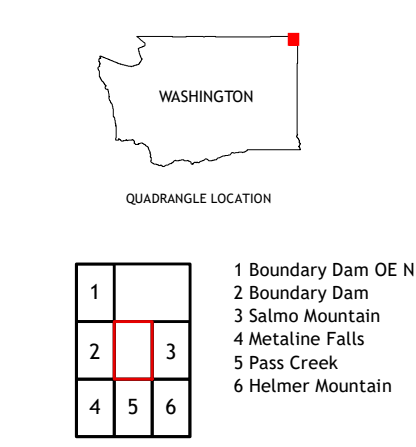 WASHINGTON
QUADRANGLE LOCATION
1
2
3
4 5 6
1 Boundary Dam OE N
2 Boundary Dam
3 Salmo Mountain
4 Metaline Falls
5 Pass Creek
6 Helmer Mountain